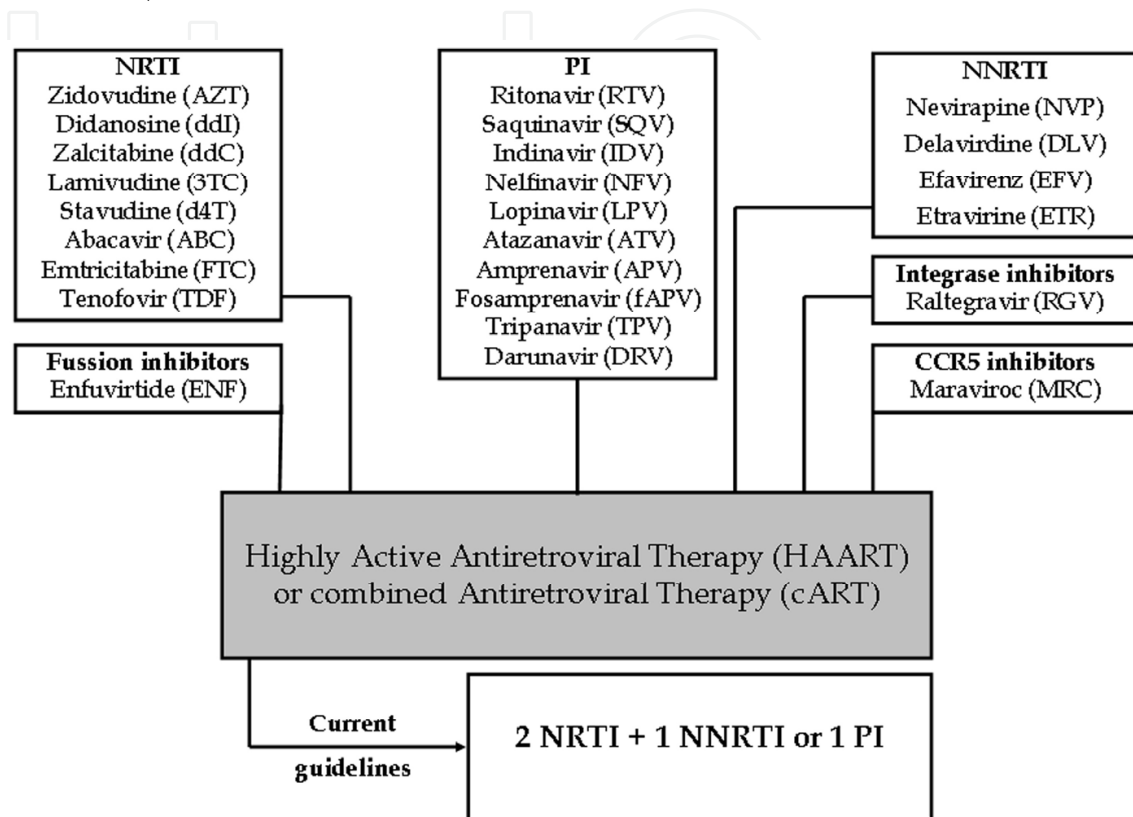 NRTI
Zidovudine (AZT)
Didanosine (ddI)
Zalcitabine (ddC)
Lamivudine (3TC)
Stavudine (d4T)
Abacavir (ABC)
Emtricitabine (FTC)
Tenofovir (TDF)
Fussion inhibitors
Enfuvirtide (ENF)
PI
Ritonavir (RTV)
Saquinavir (SQV)
Indinavir (IDV)
Nelfinavir (NFV)
Lopinavir (LPV)
Atazanavir (ATV)
Amprenavir (APV)
Fosamprenavir (fAPV)
Tripanavir (TPV)
Darunavir (DRV)
NNRTI
Nevirapine (NVP)
Delavirdine (DLV)
Efavirenz (EFV)
Etravirine (ETR)
Integrase inhibitors
Raltegravir (RGV)
CCR5 inhibitors
Maraviroc (MRC)
Highly Active Antiretroviral Therapy (HAART)
or combined Antiretroviral Therapy (cART)
Current
guidelines
2 NRTI + 1 NNRTI or 1 PI